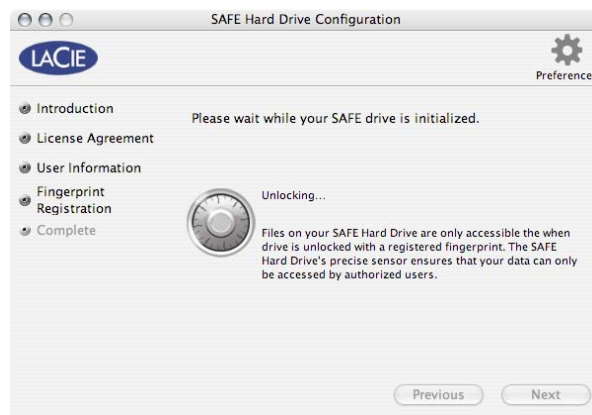 SAFE Hard Drive Configuration
LACIE
Preference
Introduction
License Agreement
User Information
Fingerprint
Registration
Complete
Please wait while your SAFE drive is initialized.
Unlocking...
Files on your SAFE Hard Drive are only accessible the when
drive is unlocked with a registered fingerprint. The SAFE
Hard Drive's precise sensor ensures that your data can only
be accessed by authorized users.
Previous
Next